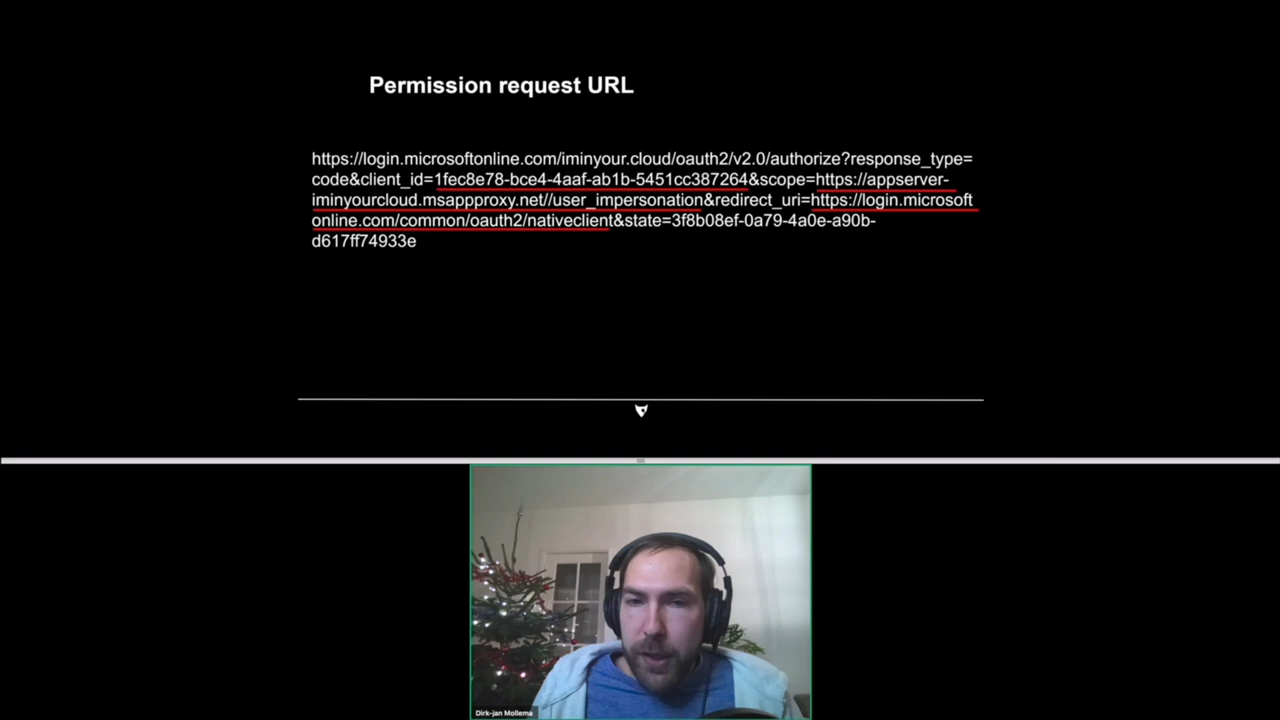 Permission request URL
https://login.microsoftonline.com/iminyour.cloud/oauth2/v2.0/authorize?response_type=
code&client_id=1fec8e78-bce4-4aaf-ab1b-5451cc387264&scope=https://appserver-
iminyourcloud.msappproxy.net//user_impersonation&redirect_uri=https://login.microsoft
online.com/common/oauth2/nativeclient&state=3f8b08ef-0a79-4a0e-a90b-
d617ff74933e
Dirk-jan Mollema